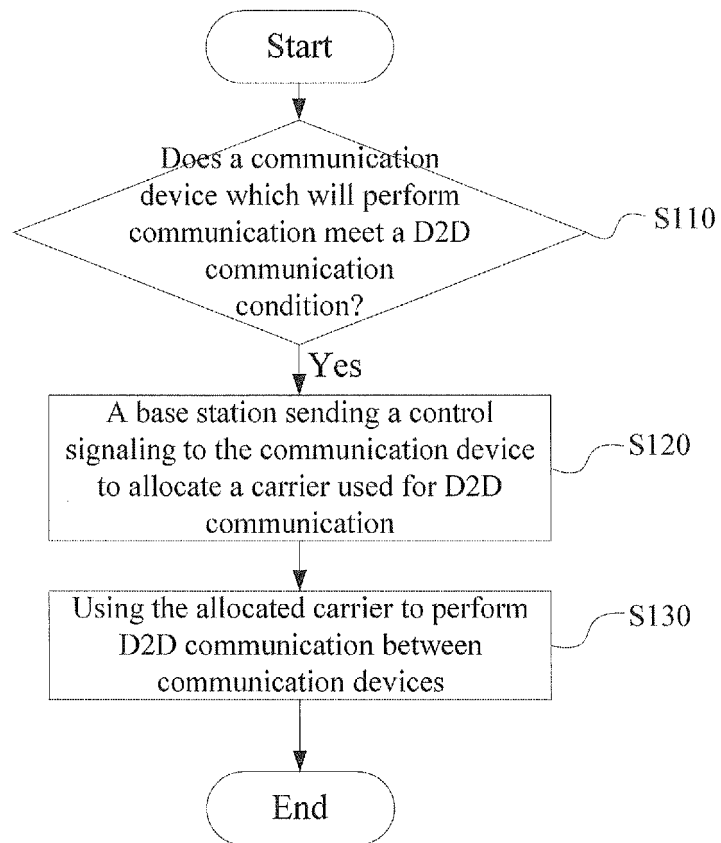 Start
Does a communication
device which will perform
communication meet a D2D
communication
condition?
S110
Yes
A base station sending a control
signaling to the communication device
to allocate a carrier used for D2D
communication
S120
Using the allocated carrier to perform
D2D communication between
communication devices
S130
End